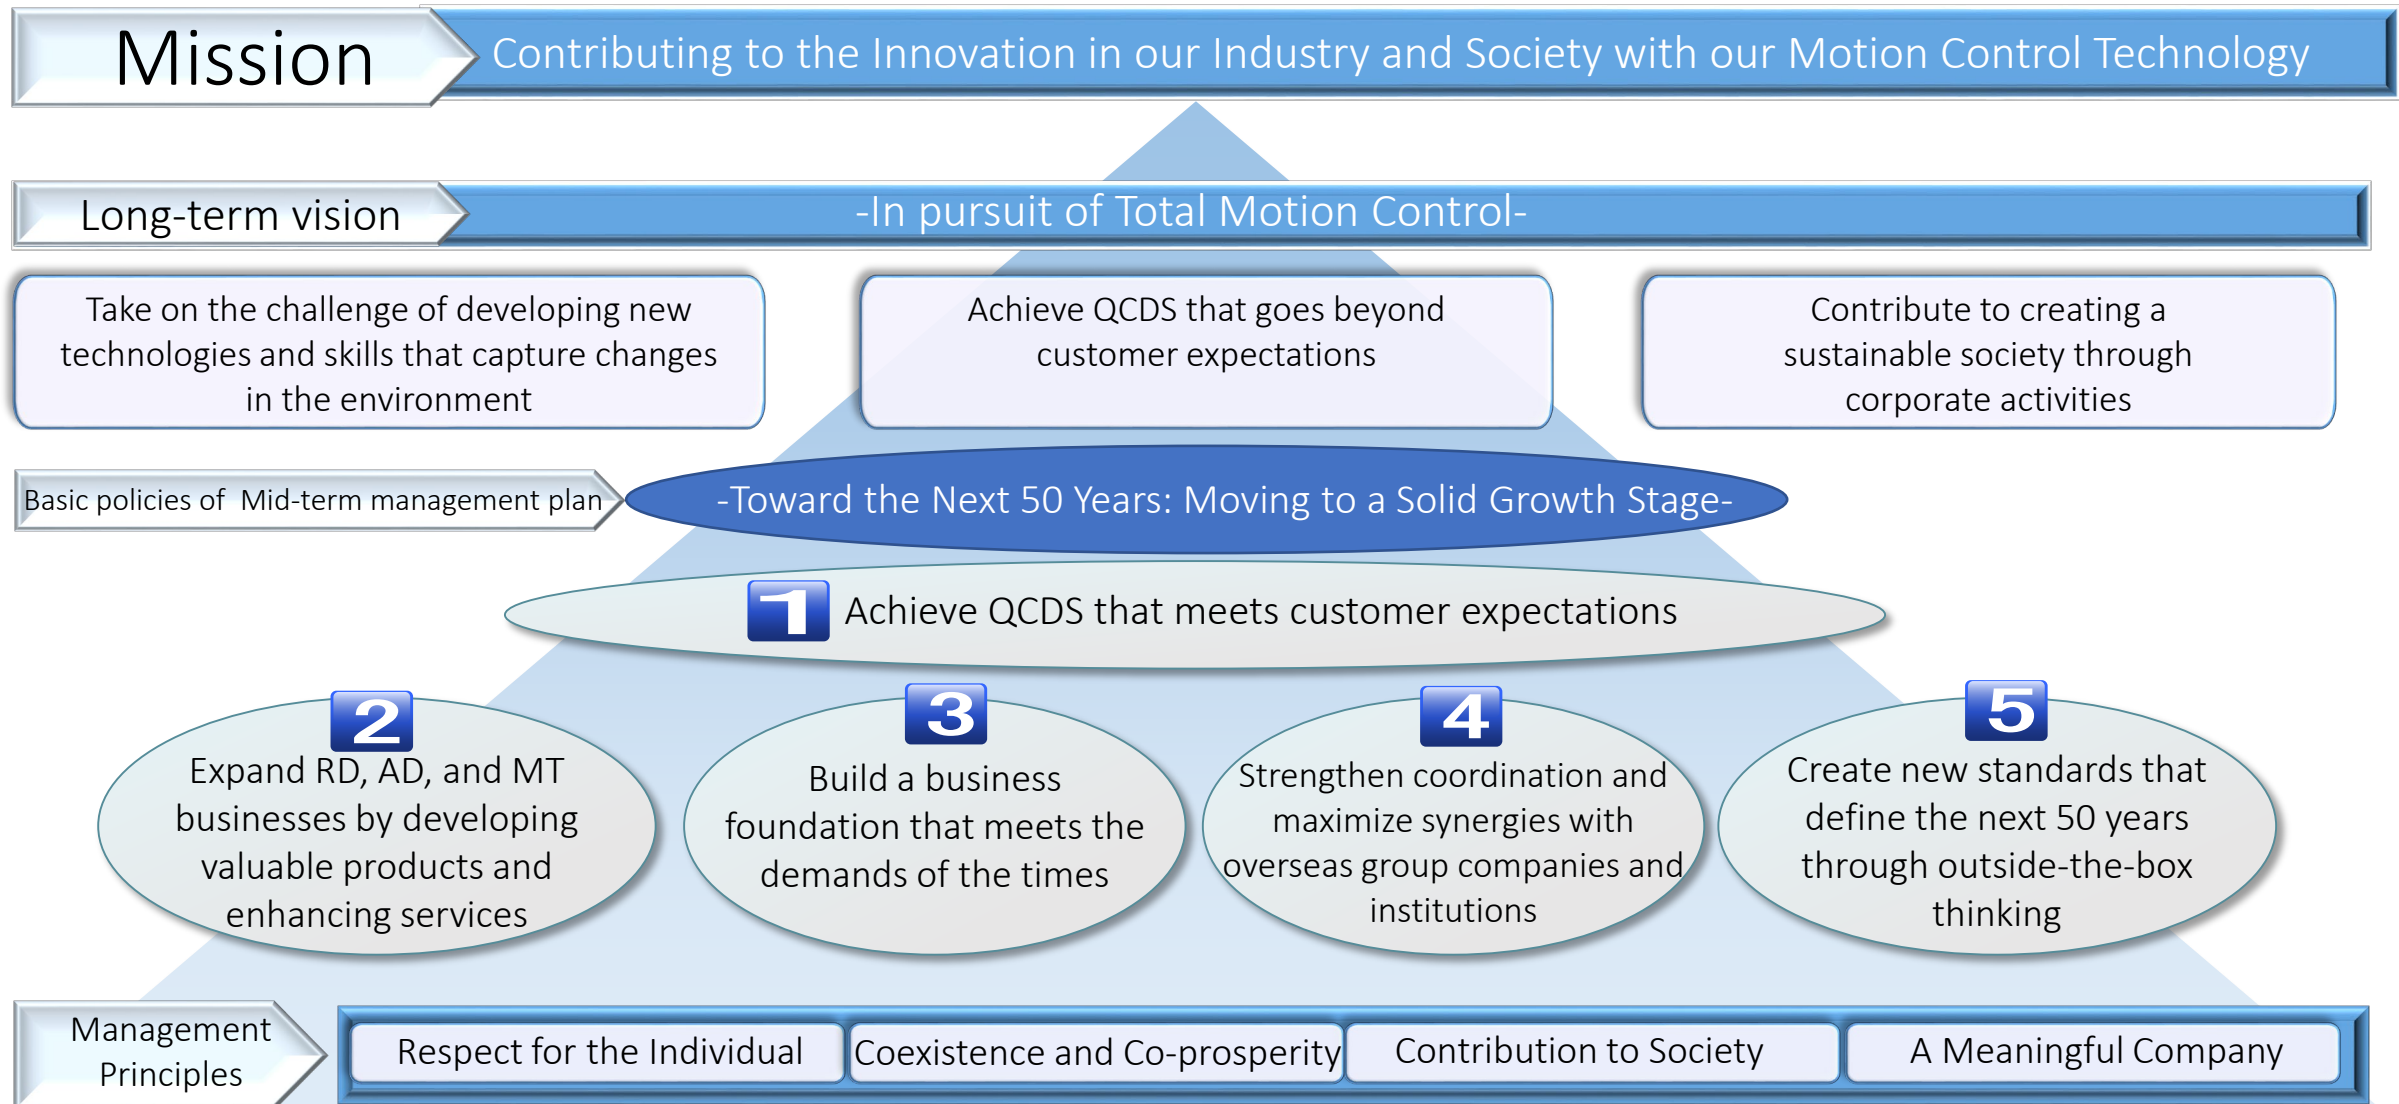 Mission
Contributing to the Innovation in our Industry and Society with our Motion Control Technology
Long-term vision
-In pursuit of Total Motion Control-
Take on the challenge of developing new
technologies and skills that capture changes
in the environment
Achieve QCDS that goes beyond
customer expectations
Contribute to creating a
sustainable society through
corporate activities
Basic policies of Mid-term management plan
-Toward the Next 50 Years: Moving to a Solid Growth Stage-
1 Achieve QCDS that meets customer expectations
2
Expand RD, AD, and MT
businesses by developing
valuable products and
enhancing services
3
Build a business
foundation that meets the
demands of the times
4
Strengthen coordination and
maximize synergies with
overseas group companies and
institutions
5
Create new standards that
define the next 50 years
through outside-the-box
thinking
Management
Principles
Respect for the Individual
Coexistence and Co-prosperity
Contribution to Society
A Meaningful Company